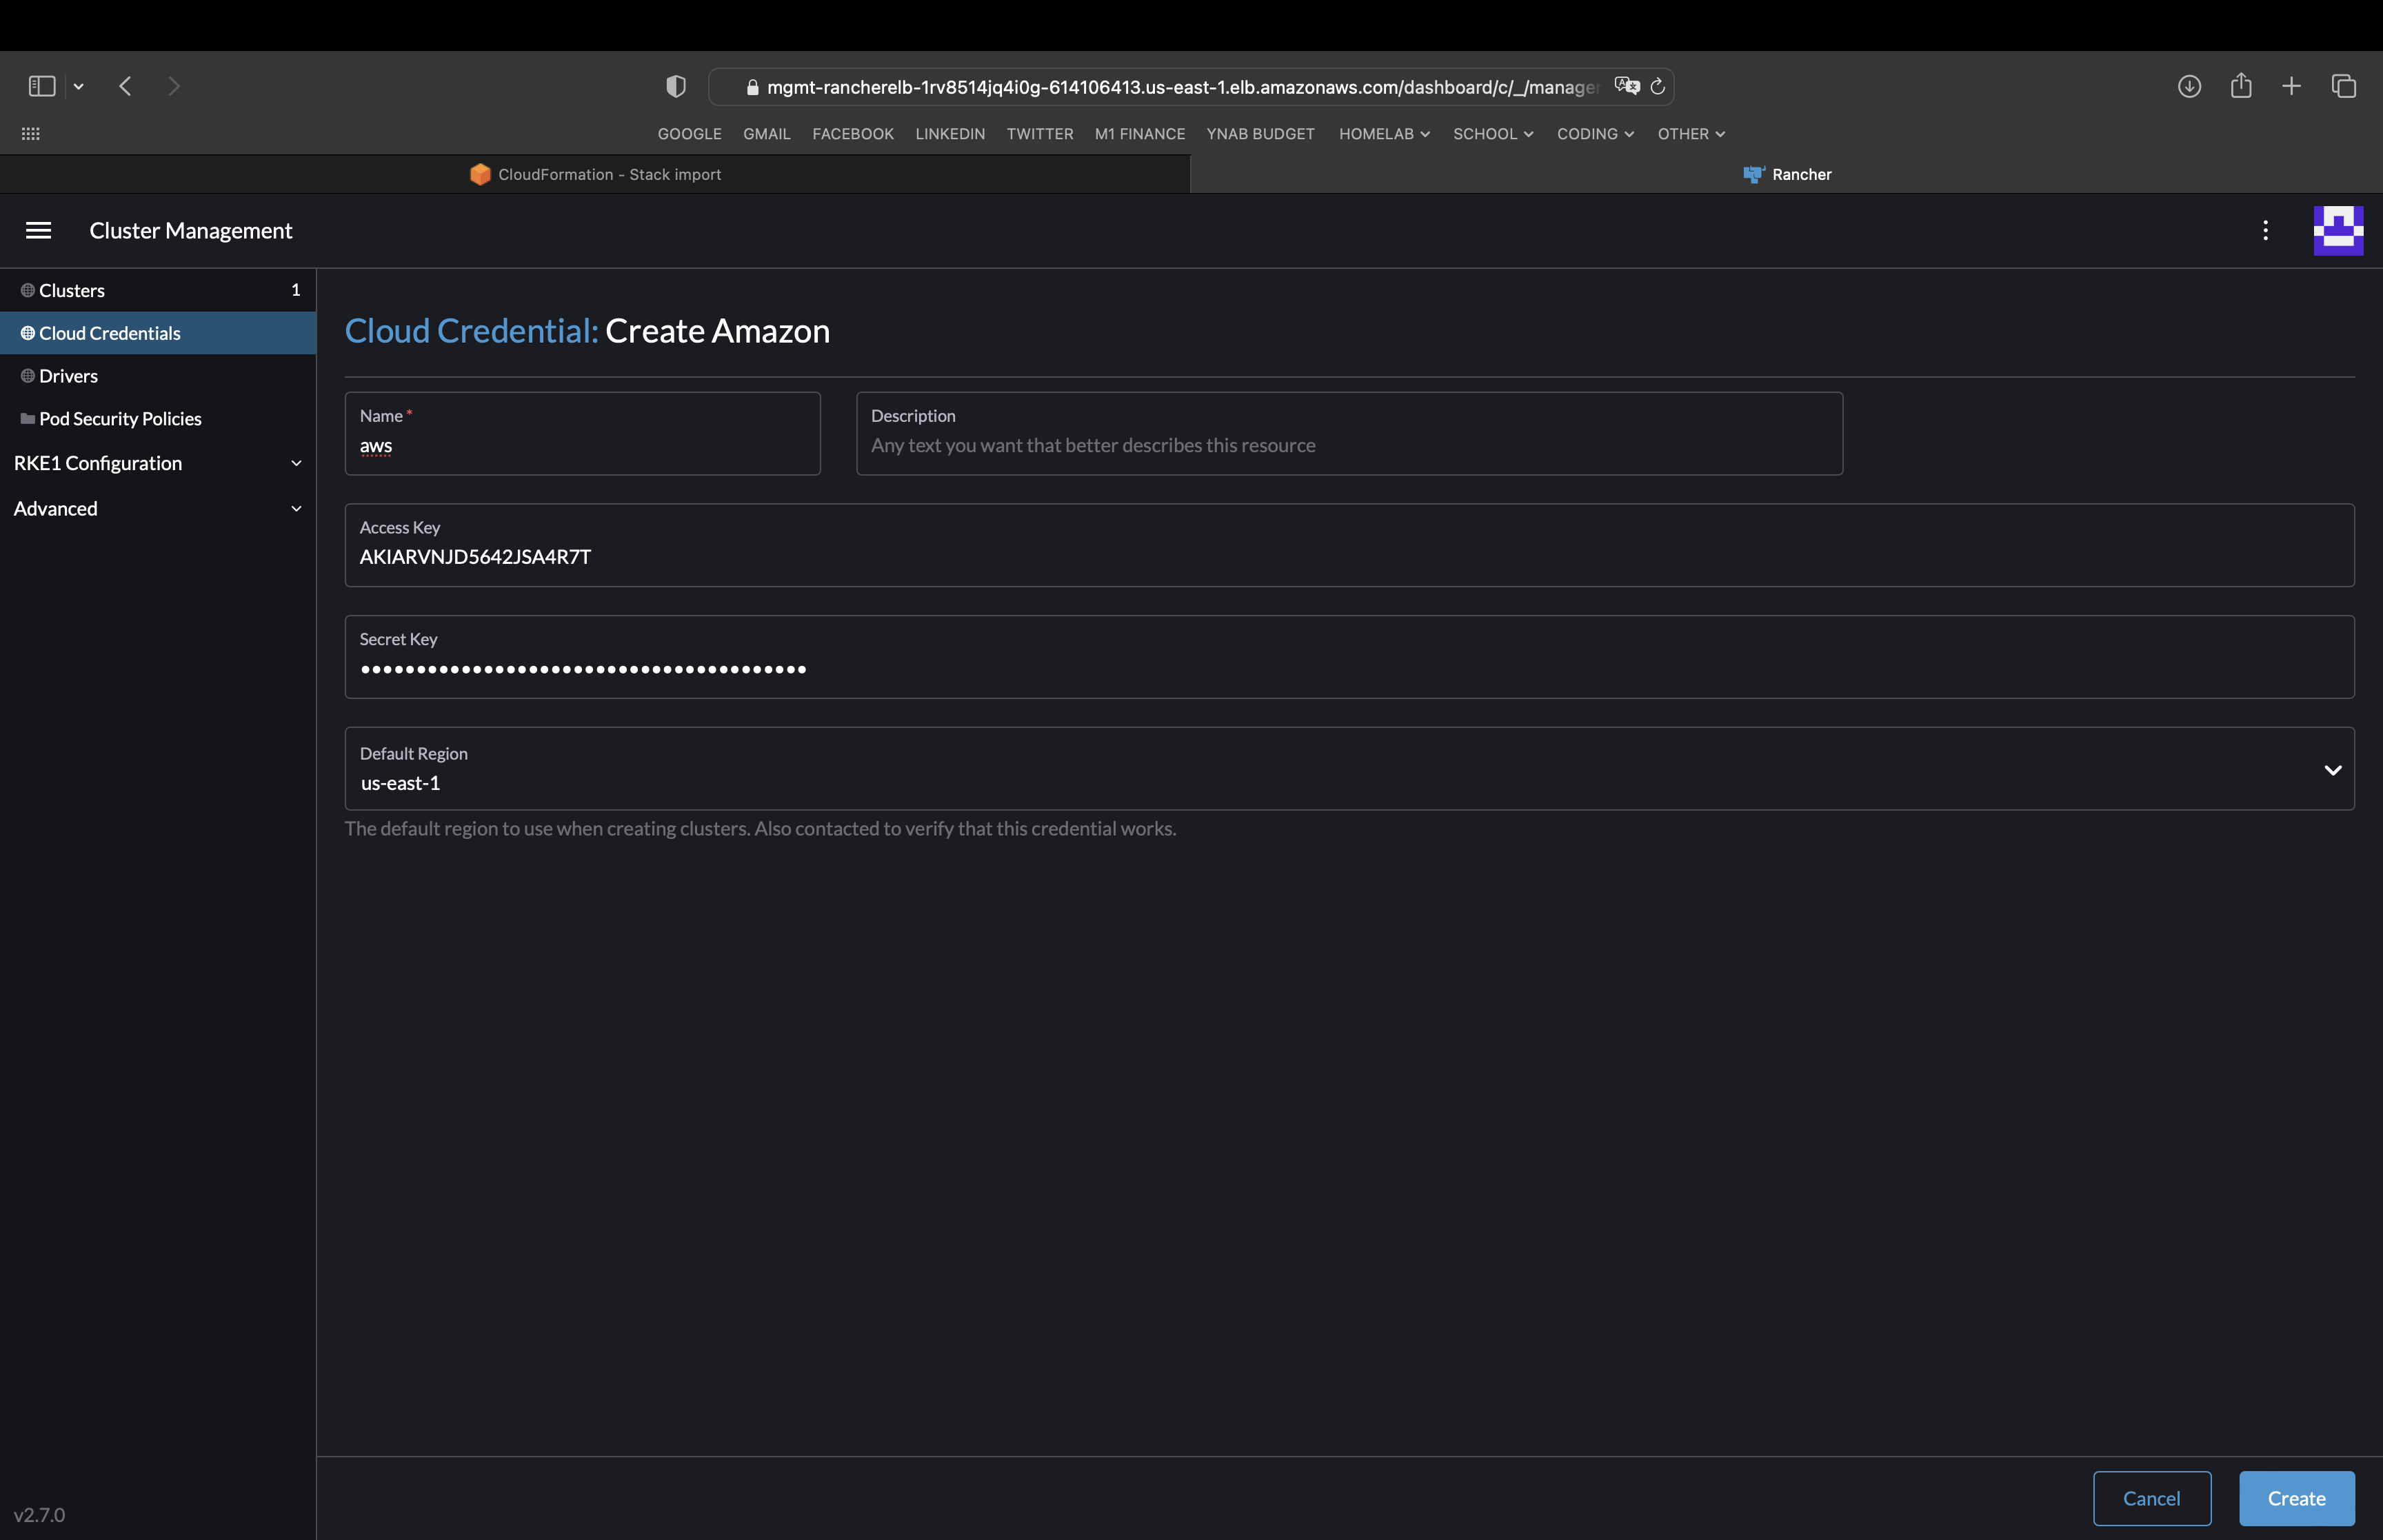 mgmt-rancherelb-1rv8514jq4i0g-614106413.us-east-1.elb.amazonaws.com/dashboard/c/_/manager
GOOGLE GMAIL FACEBOOK LINKEDIN TWITTER M1 FINANCE YNAB BUDGET HOMELAB SCHOOL CODING OTHER
CloudFormation - Stack import
Rancher
Cluster Management
Clusters 1
Cloud Credentials
Drivers
Pod Security Policies
RKE1 Configuration
Advanced
Cloud Credential: Create Amazon
Name *
aws
Description
Any text you want that better describes this resource
Access Key
AKIARVNJD5642JSA4R7T
Secret Key
Default Region
us-east-1
The default region to use when creating clusters. Also contacted to verify that this credential works.
Cancel
Create
v2.7.0